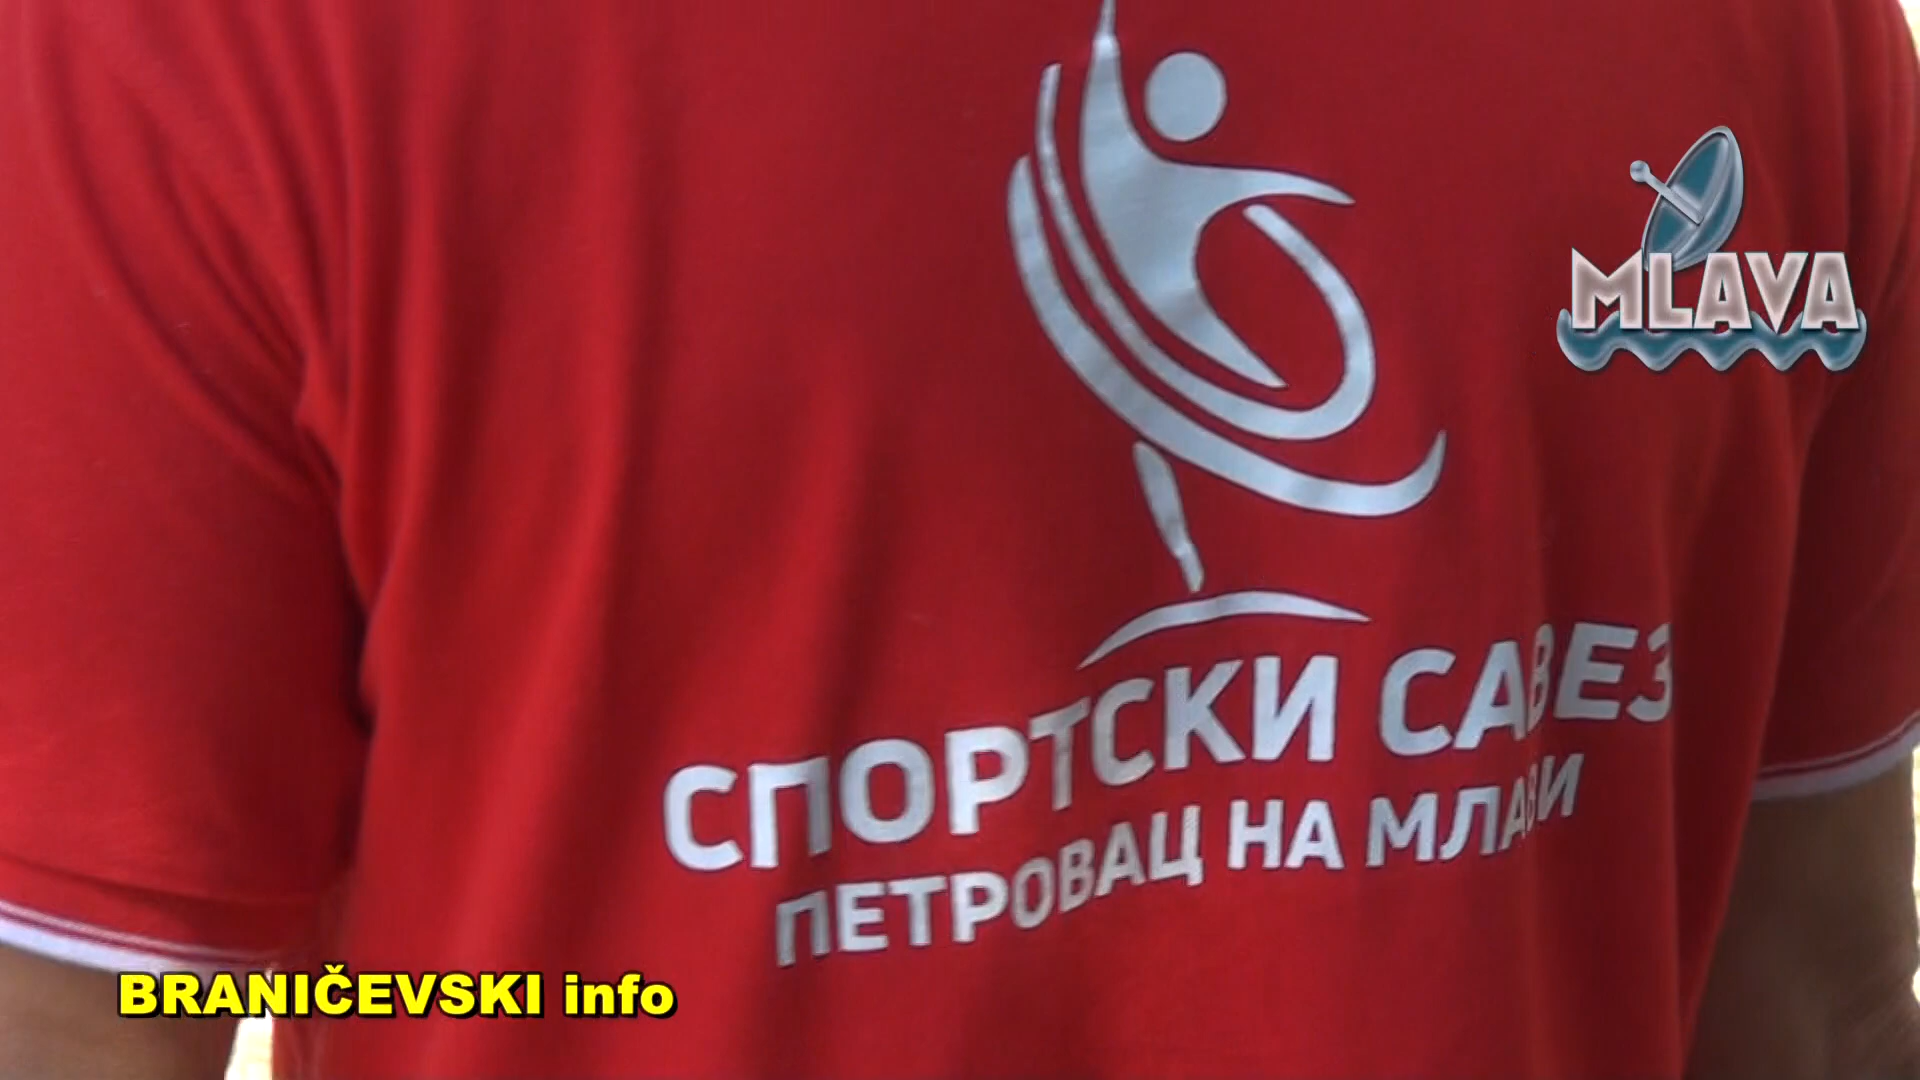 MLAVA
СПОРТСКИ САВЕЗ
ПЕТРОВАЦ НА МЛАВИ
BRANIČEVSKI info